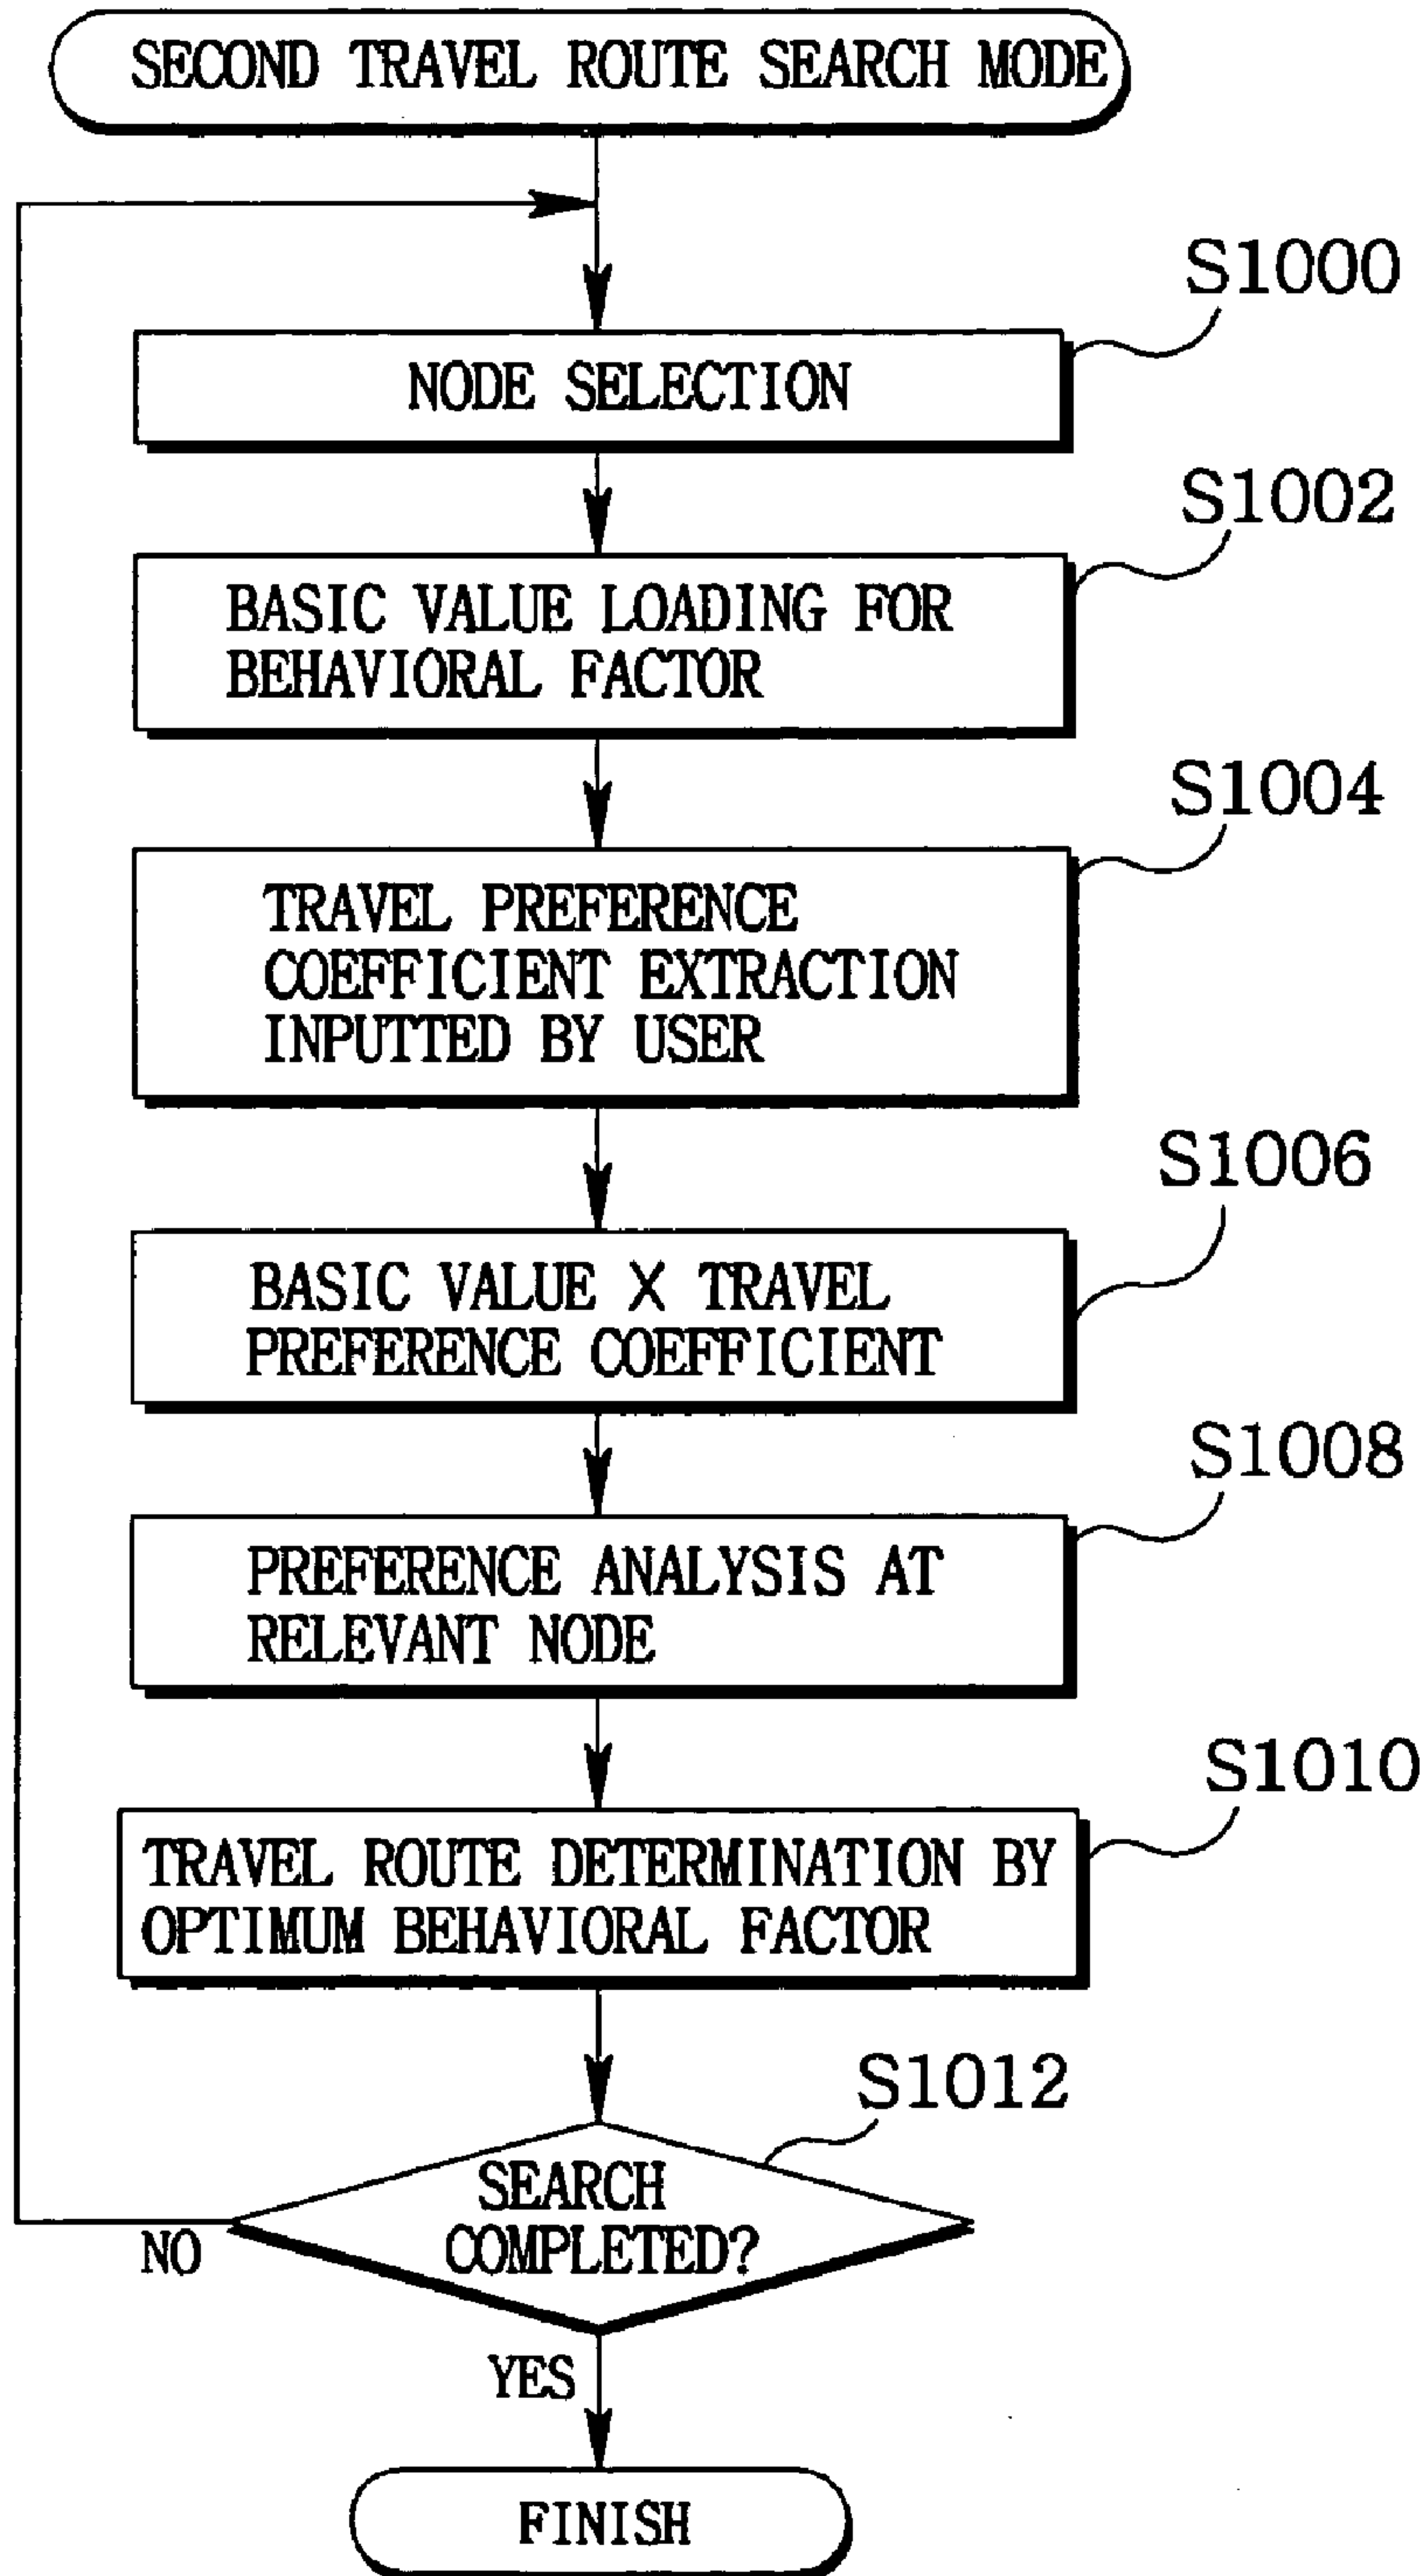 SECOND TRAVEL ROUTE SEARCH MODE
S1000
NODE SELECTION
S1002
BASIC VALUE LOADING FOR
BEHAVIORAL FACTOR
S1004
TRAVEL PREFERENCE
COEFFICIENT EXTRACTION
INPUTTED BY USER
S1006
BASIC VALUE X TRAVEL
PREFERENCE COEFFICIENT
S1008
PREFERENCE ANALYSIS AT
RELEVANT NODE
S1010
TRAVEL ROUTE DETERMINATION BY
OPTIMUM BEHAVIORAL FACTOR
S1012
SEARCH
COMPLETED?
NO
YES
FINISH